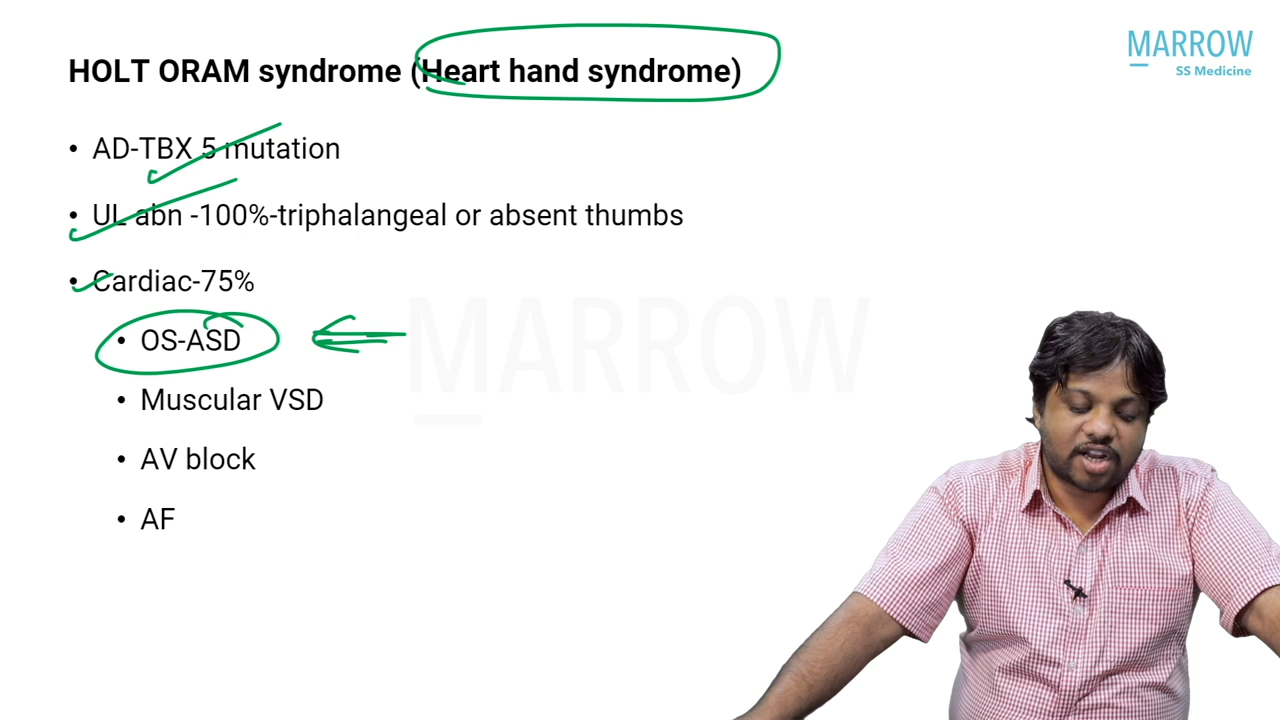 MARROW
SS Medicine
HOLT ORAM syndrome (Heart hand syndrome)
• AD-TBX 5 mutation
• UL abn -100%-triphalangeal or absent thumbs
• Cardiac-75%
• OS-ASD
• Muscular VSD
• AV block
• AF
MARROW